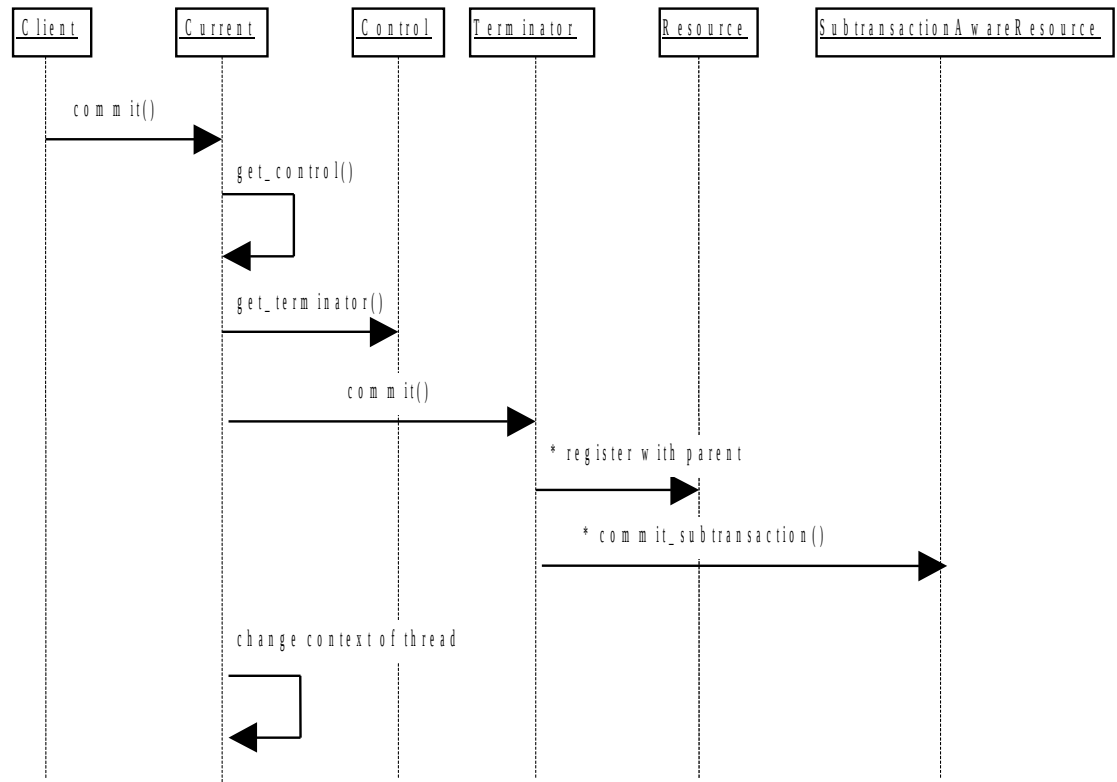 Client
Current
Control
Terminator
Resource
SubtransactionAwareResource
commit()
get_control()
get_terminator()
commit()
* register with parent
* commit_subtransaction()
change context of thread